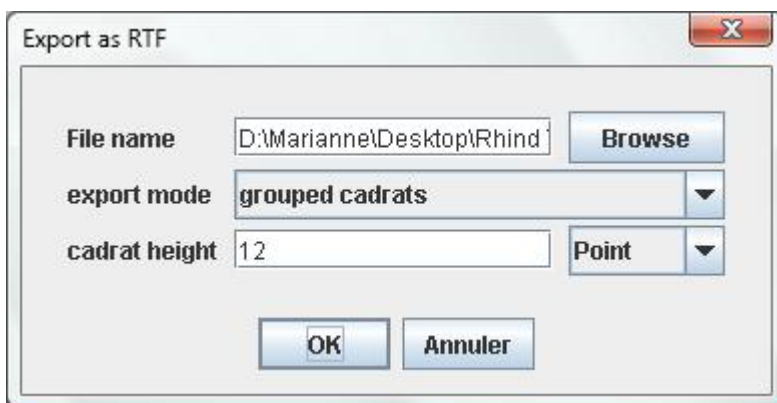 Export as RTF
File name D:\Marianne\Desktop\Rhind Browse
export mode grouped cadrats
cadrat height 12 Point
OK Annuler